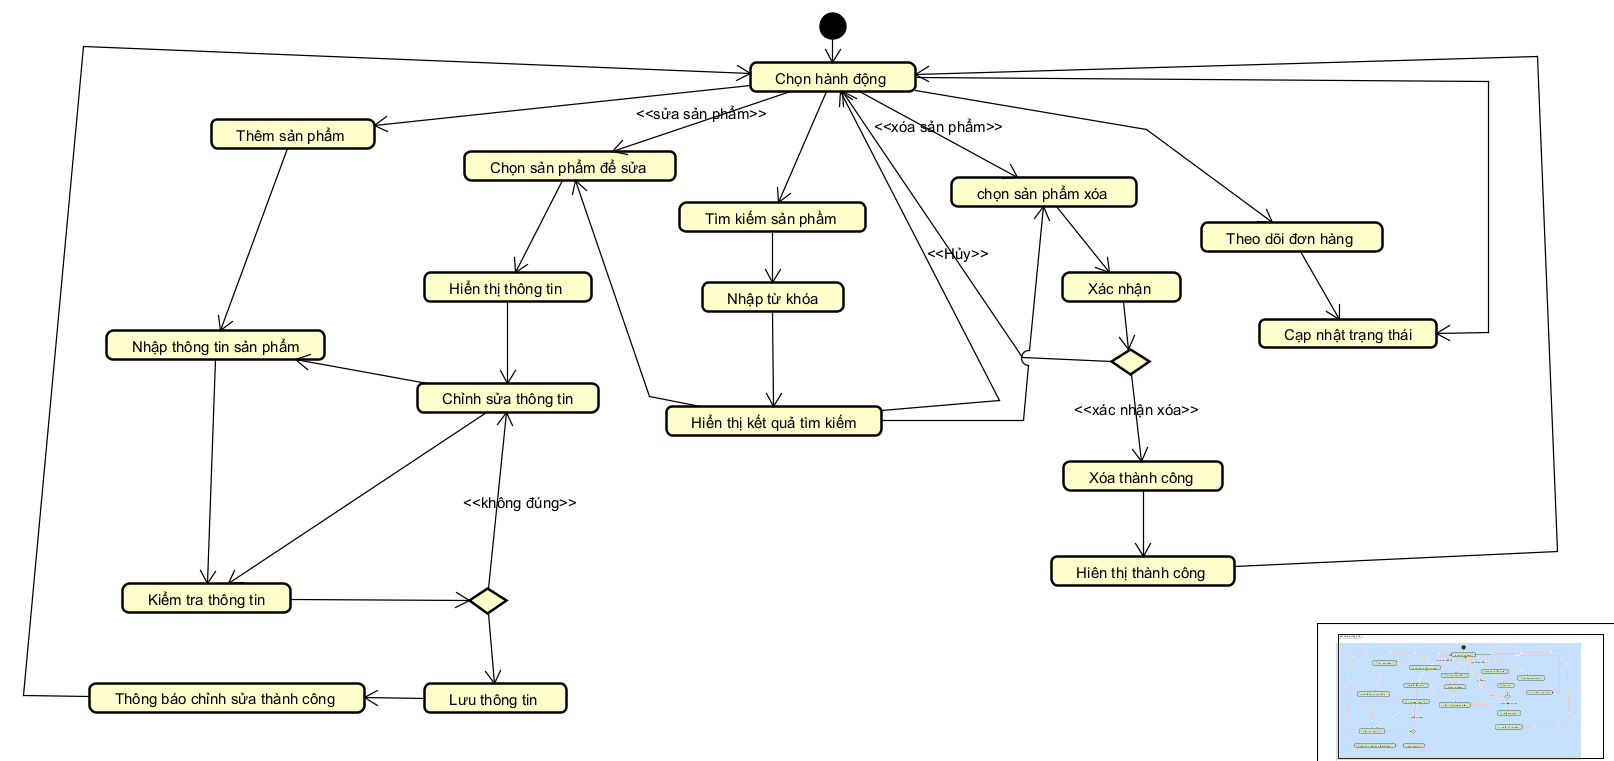 Chọn hành động
<<sửa sản phẩm>>
<<xóa sản phẩm>>
Thêm sản phẩm
Chọn sản phẩm để sửa
chọn sản phẩm xóa
Tìm kiếm sản phầm
Theo dõi đơn hàng
<<Hủy>>
Hiển thị thông tin
Nhập từ khóa
Xác nhận
Cạp nhật trạng thái
Nhập thông tin sản phẩm
Chỉnh sửa thông tin
Hiển thị kết quả tìm kiếm
<<xác nhận xóa>>
Xóa thành công
<<không đúng>>
Hiên thị thành công
Kiểm tra thông tin
Thông báo chỉnh sửa thành công
Lưu thông tin